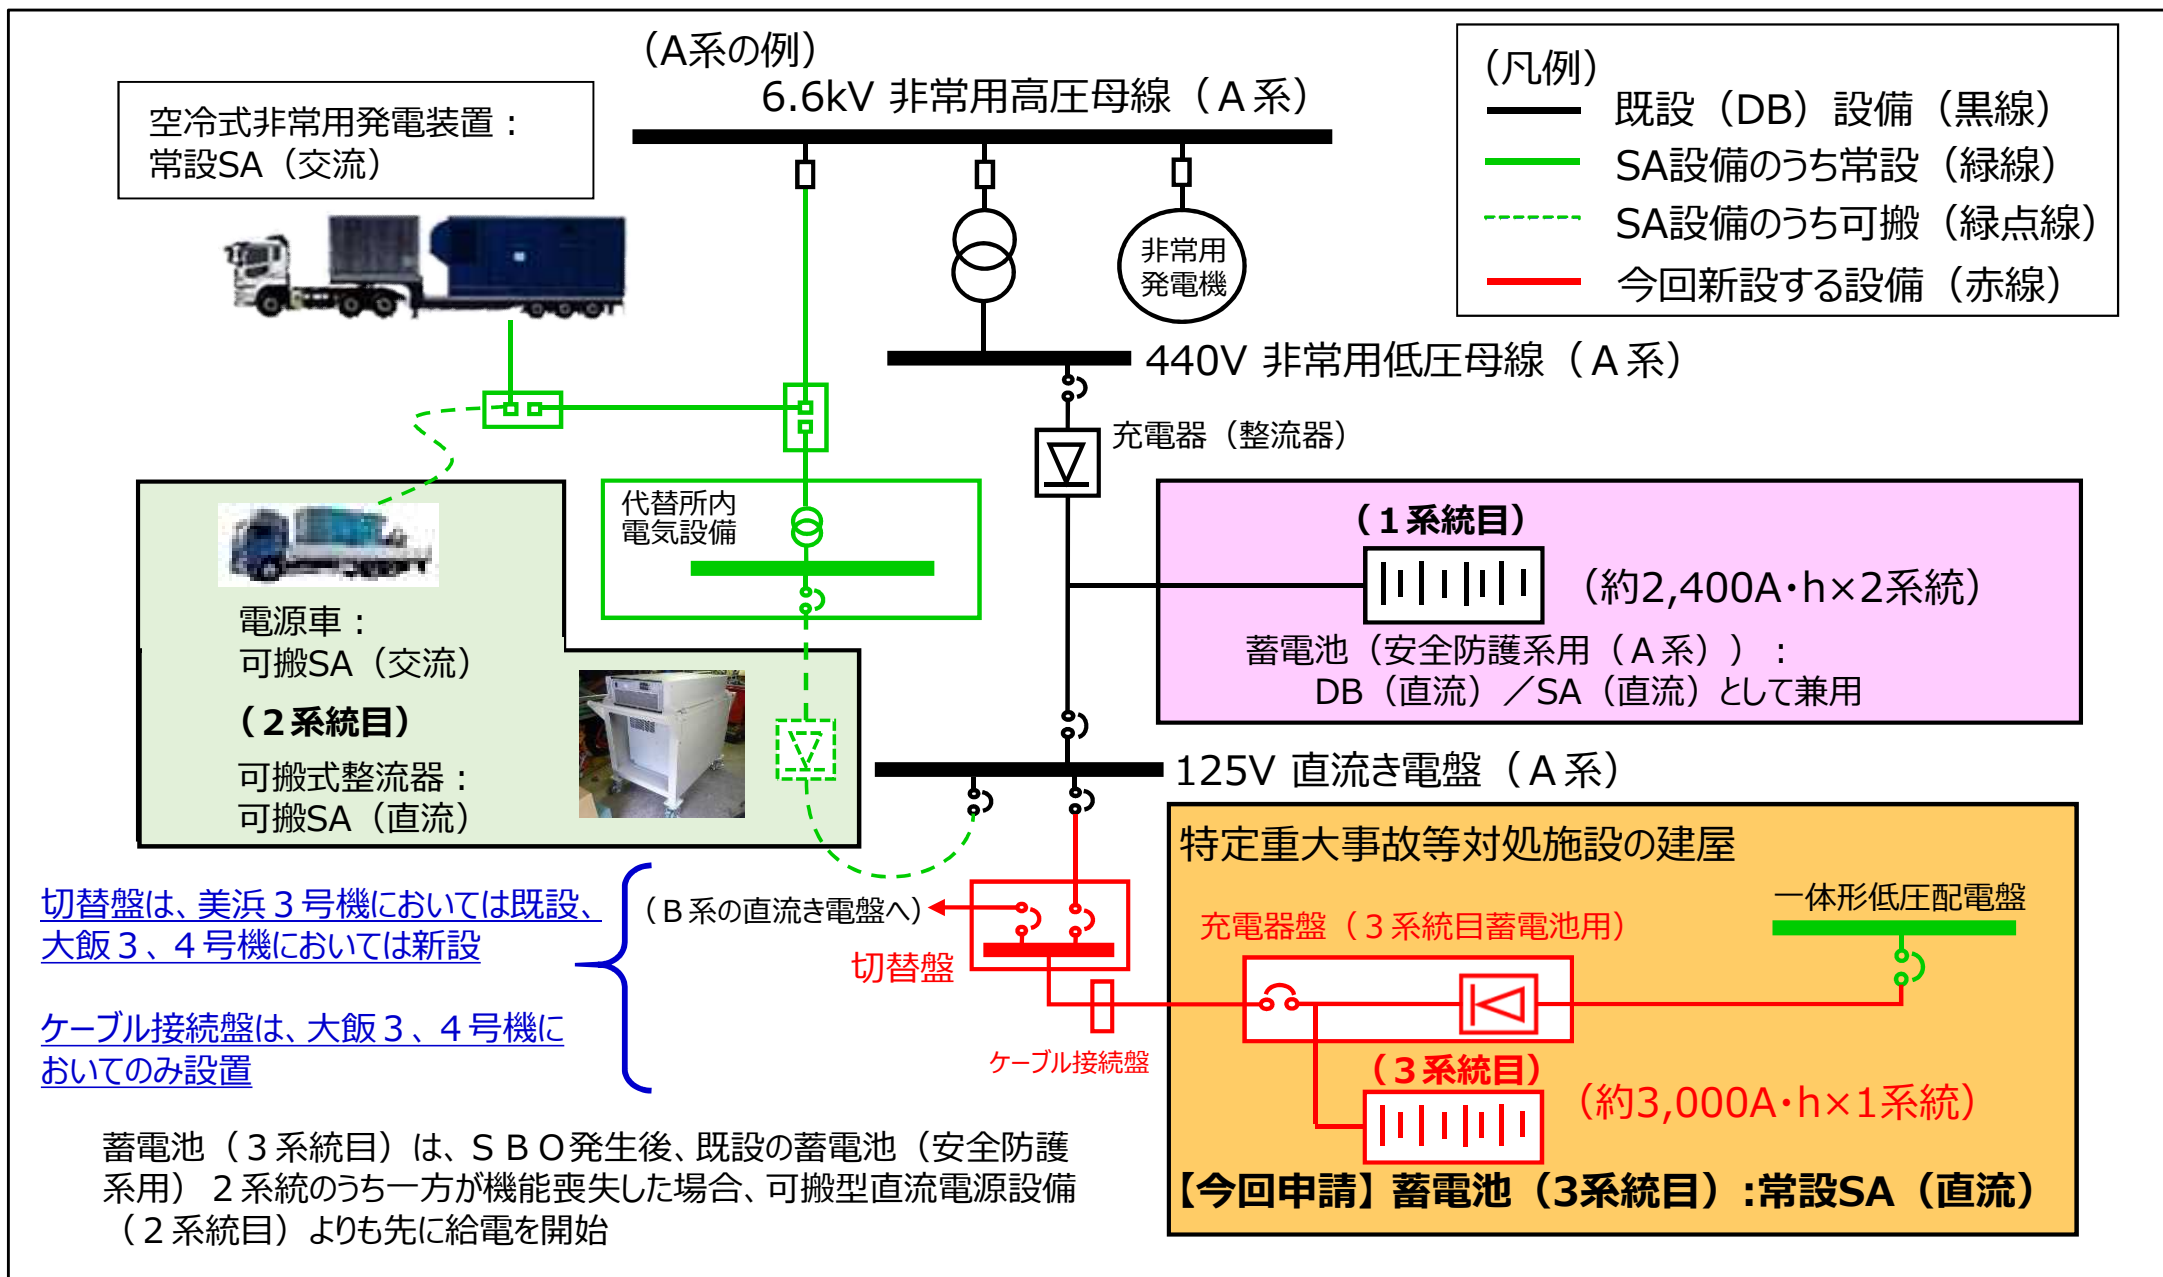 （A系の例）
6.6kV 非常用高圧母線（Ａ系）
空冷式非常用発電装置：
常設SA（交流）
（凡例）
既設（DB）設備（黒線）
SA設備のうち常設（緑線）
SA設備のうち可搬（緑点線）
今回新設する設備（赤線）
非常用
発電機
440V 非常用低圧母線（Ａ系）
充電器（整流器）
代替所内
電気設備
（１系統目）
（約2,400A・h×2系統）
蓄電池（安全防護系用（Ａ系））：
DB（直流）／SA（直流）として兼用
電源車：
可搬SA（交流）
（２系統目）
可搬式整流器：
可搬SA（直流）
125V 直流き電盤（Ａ系）
特定重大事故等対処施設の建屋
一体形低圧配電盤
充電器盤（３系統目蓄電池用）
（Ｂ系の直流き電盤へ）
切替盤
ケーブル接続盤
（３系統目）
（約3,000A・h×1系統）
【今回申請】蓄電池（3系統目）:常設SA（直流）
切替盤は、美浜３号機においては既設、
大飯３、４号機においては新設
ケーブル接続盤は、大飯３、４号機に
おいてのみ設置
蓄電池（３系統目）は、ＳＢＯ発生後、既設の蓄電池（安全防護
系用）２系統のうち一方が機能喪失した場合、可搬型直流電源設備
（２系統目）よりも先に給電を開始